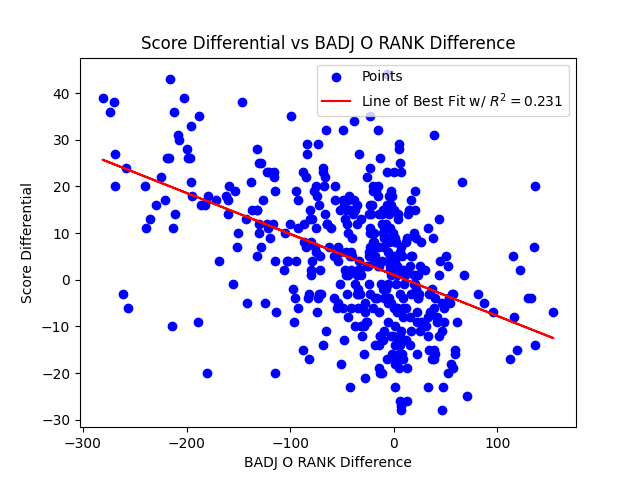 Score Differential vs BADJ O RANK Difference
Points
Line of Best Fit w/ $R^2 = 0.231$
Score Differential
40
30
20
10
0
−10
−20
−30
−300
−200
−100
0
100
BADJ O RANK Difference